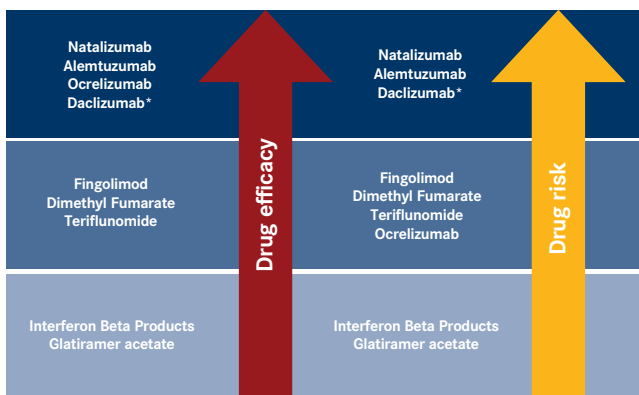 Natalizumab
Alemtuzumab
Ocrelizumab
Daclizumab*
Natalizumab
Alemtuzumab
Daclizumab*
Fingolimod
Dimethyl Fumarate
Teriflunomide
Drug efficacy
Fingolimod
Dimethyl Fumarate
Teriflunomide
Ocrelizumab
Drug risk
Interferon Beta Products
Glatiramer acetate
Interferon Beta Products
Glatiramer acetate